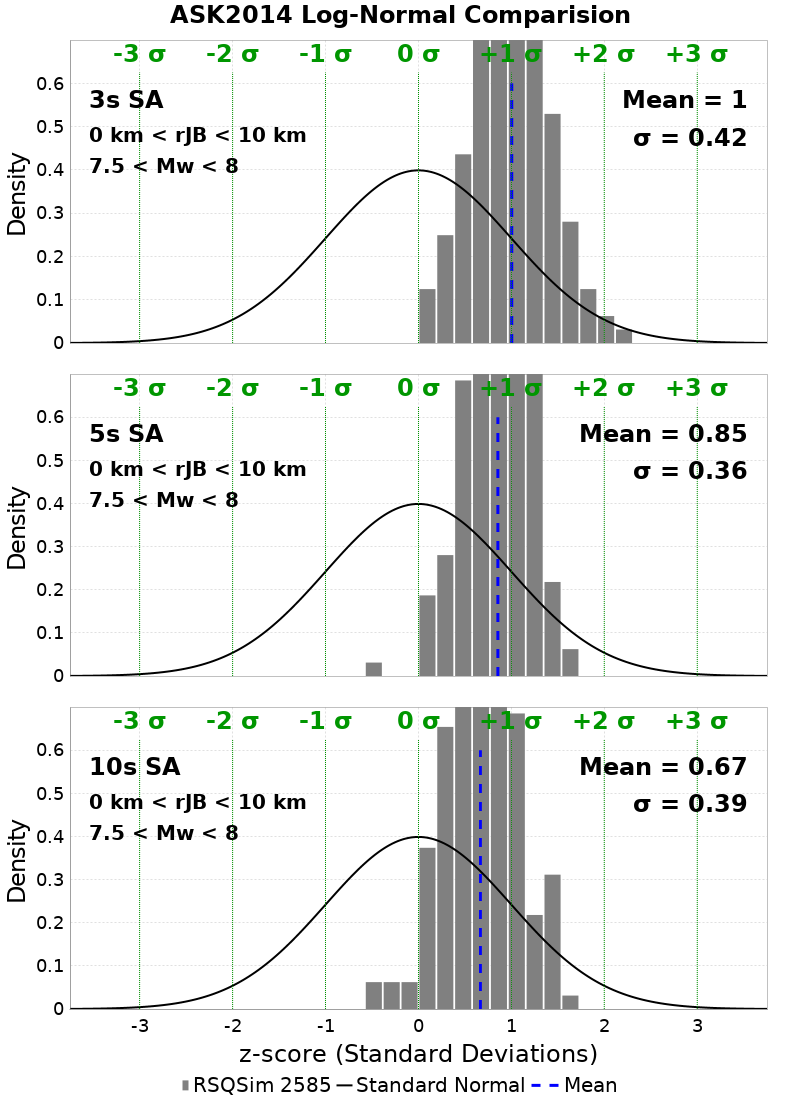 ASK2014 Log-Normal Comparision
-3 σ -2 σ -1 σ 0 σ +1 σ +2 σ +3 σ
3s SA
0 km < rJB < 10 km
7.5 < Mw < 8
Mean = 1
σ = 0.42
Density
0.6
0.5
0.4
0.3
0.2
0.1
0
-3 σ -2 σ -1 σ 0 σ +1 σ +2 σ +3 σ
5s SA
0 km < rJB < 10 km
7.5 < Mw < 8
Mean = 0.85
σ = 0.36
Density
0.6
0.5
0.4
0.3
0.2
0.1
0
-3 σ -2 σ -1 σ 0 σ +1 σ +2 σ +3 σ
10s SA
0 km < rJB < 10 km
7.5 < Mw < 8
Mean = 0.67
σ = 0.39
Density
0.6
0.5
0.4
0.3
0.2
0.1
0
-3 -2 -1 0 1 2 3
z-score (Standard Deviations)
RSQSim 2585 Standard Normal Mean